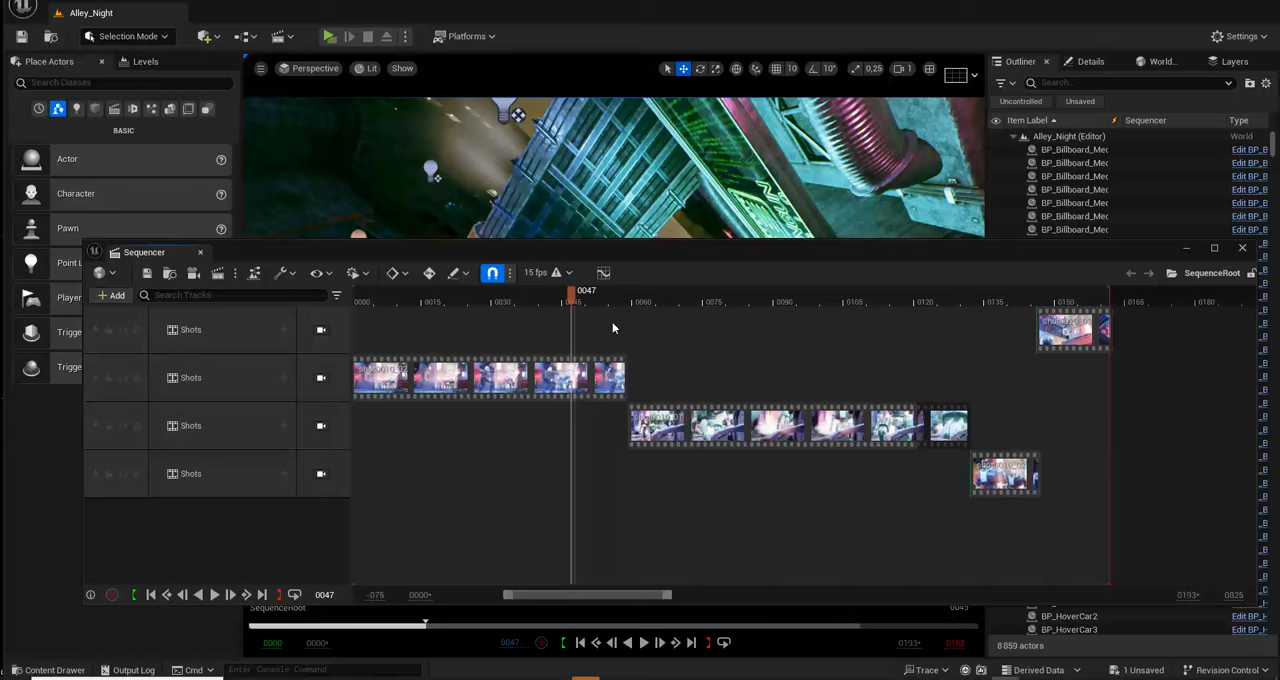 Alley_Night
Selection Mode
Platforms
Settings
Place Actors
Levels
Perspective
Lit
Show
10
10°
0,25
1
Outliner
Details
World...
Layers
Search Classes
Search...
Uncontrolled
Unsaved
BASIC
Item Label
Sequencer
Type
Alley_Night (Editor)
World
Actor
BP_Billboard_Mec
Edit BP_B
BP_Billboard_Mec
Edit BP_B
BP_Billboard_Mec
Edit BP_B
Character
BP_Billboard_Mec
Edit BP_B
BP_Billboard_Mec
Edit BP_B
BP_Billboard_Mec
Edit BP_B
Pawn
BP_Billboard_Mec
Edit BP_B
Sequencer
Point L
15 fps
SequenceRoot
Player
Add
Search Tracks
0047
0000
0015
0030
0045
0060
0075
0090
0105
0120
0135
0150
0165
0180
Trigge
Shots
Trigge
Shots
Shots
Shots
0047
-075
0000+
0193+
0825
SequenceRoot
0045
BP_HoverCar2
Edit BP_H
BP_HoverCar3
Edit BP_H
0000
0000+
0047
0193+
0162
8 859 actors
Content Drawer
Output Log
Cmd
Enter Console Command
Trace
Derived Data
1 Unsaved
Revision Control